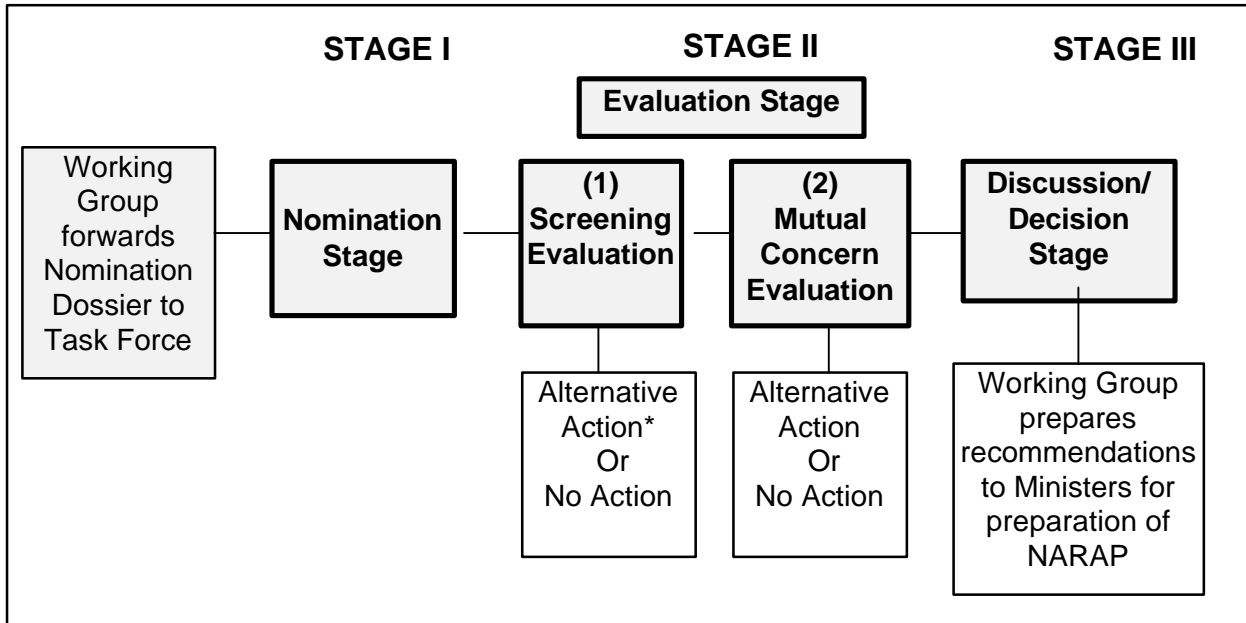 STAGE I
STAGE II
STAGE III
Evaluation Stage
Working
Group
forwards
Nomination
Dossier to
Task Force
Nomination
Stage
(1)
Screening
Evaluation
(2)
Mutual
Concern
Evaluation
Discussion/
Decision
Stage
Alternative
Action*
Or
No Action
Alternative
Action
Or
No Action
Working Group
prepares
recommendations
to Ministers for
preparation of
NARAP